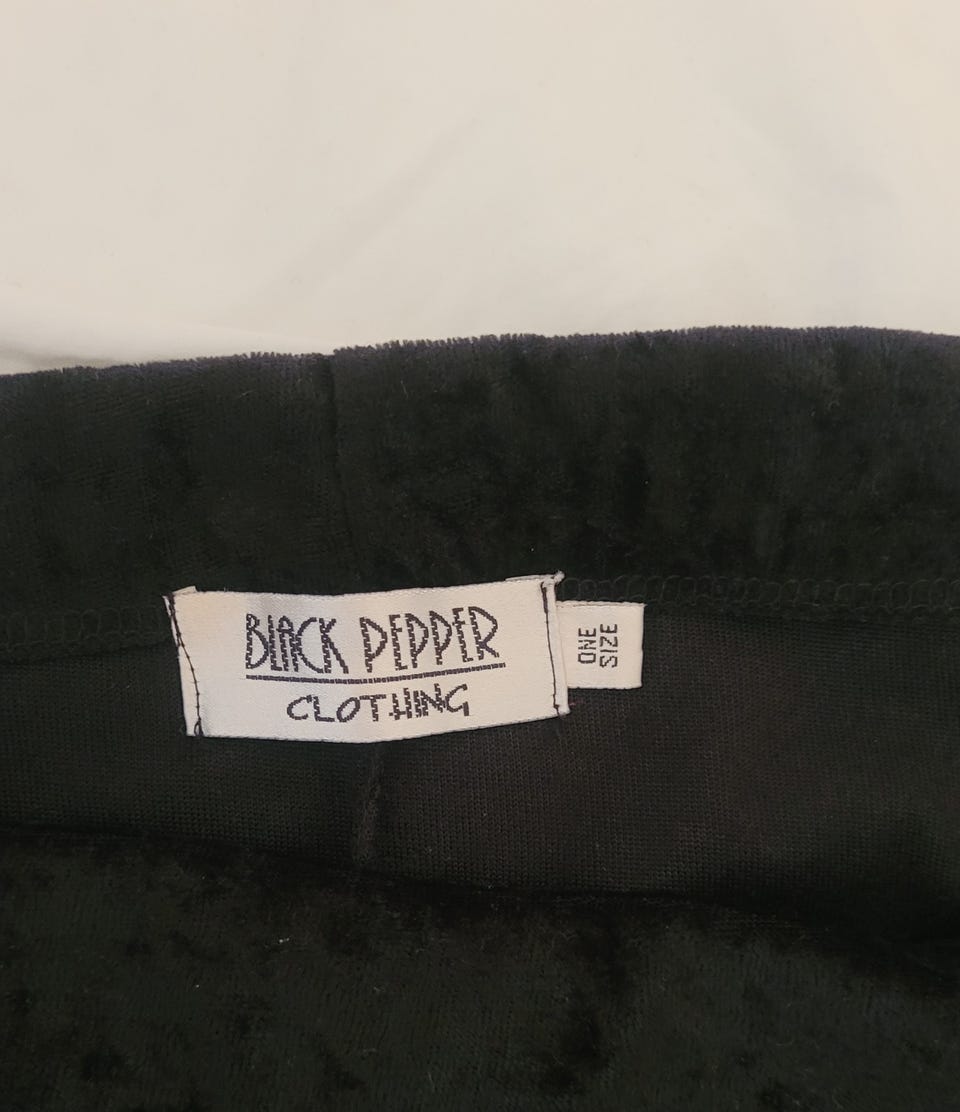 BLACK PEPPER
CLOTHING
ONE
SIZE